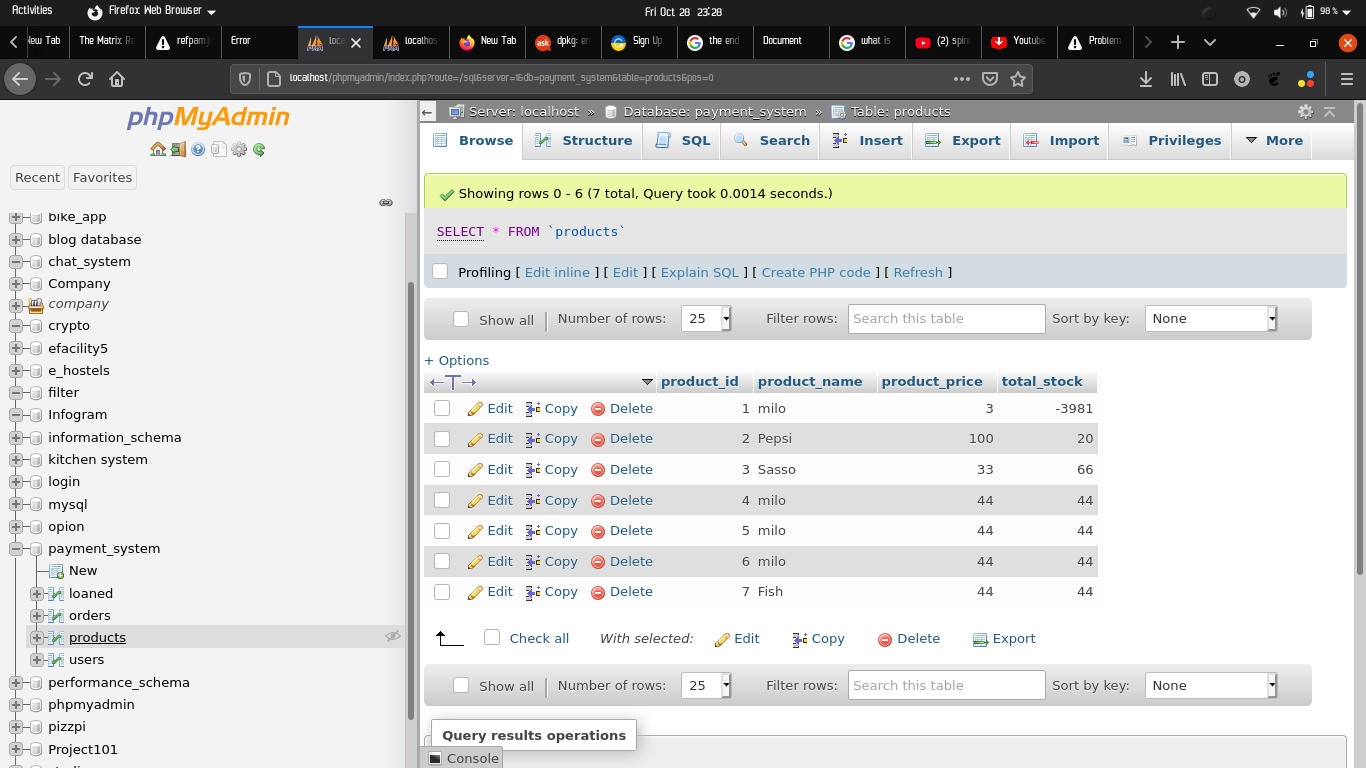 Activities Firefox Web Browser Fri Oct 28 23:28 98%
New Tab The Matrix: R refpam. Error loca localhos New Tab dpkg: er Sign Up the end Document what is (2) spin Youtube Problem
localhost/phpmyadmin/index.php?route=/sql&server=1&db=payment_system&table=products&pos=0
phpMyAdmin
Recent Favorites
bike_app
blog database
chat_system
Company
company
crypto
efacility5
e_hostels
filter
Infogram
information_schema
kitchen system
login
mysql
opion
payment_system
New
loaned
orders
products
users
performance_schema
phpmyadmin
pizzpi
Project101
Server: localhost » Database: payment_system » Table: products
Browse Structure SQL Search Insert Export Import Privileges More
Showing rows 0 - 6 (7 total, Query took 0.0014 seconds.)
SELECT * FROM `products`
Profiling [ Edit inline ] [ Edit ] [ Explain SQL ] [ Create PHP code ] [ Refresh ]
Show all Number of rows: 25 Filter rows: Search this table Sort by key: None
+ Options
product_id product_name product_price total_stock
Edit Copy Delete 1 milo 3 -3981
Edit Copy Delete 2 Pepsi 100 20
Edit Copy Delete 3 Sasso 33 66
Edit Copy Delete 4 milo 44 44
Edit Copy Delete 5 milo 44 44
Edit Copy Delete 6 milo 44 44
Edit Copy Delete 7 Fish 44 44
Check all With selected: Edit Copy Delete Export
Show all Number of rows: 25 Filter rows: Search this table Sort by key: None
Query results operations
Console